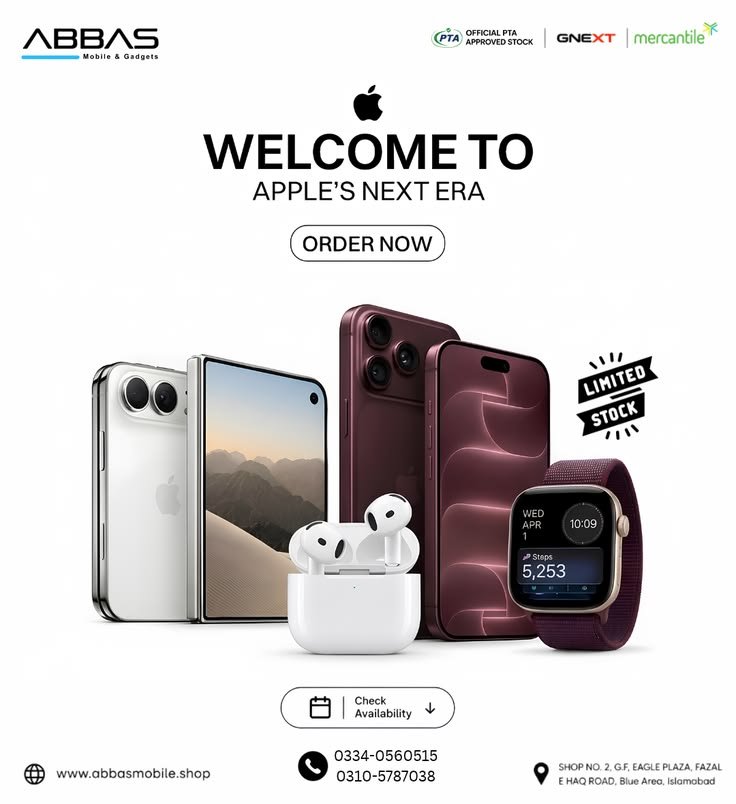 ABBAS
Mobile & Gadgets
PTA
OFFICIAL PTA
APPROVED STOCK
GNEXT
mercantile
WELCOME TO
APPLE'S NEXT ERA
ORDER NOW
LIMITED
STOCK
WED
APR
1
10:09
Steps
5,253
Check
Availability
www.abbasmobile.shop
0334-0560515
0310-5787038
SHOP NO. 2, G.F, EAGLE PLAZA, FAZAL
E HAQ ROAD, Blue Area, Islamabad